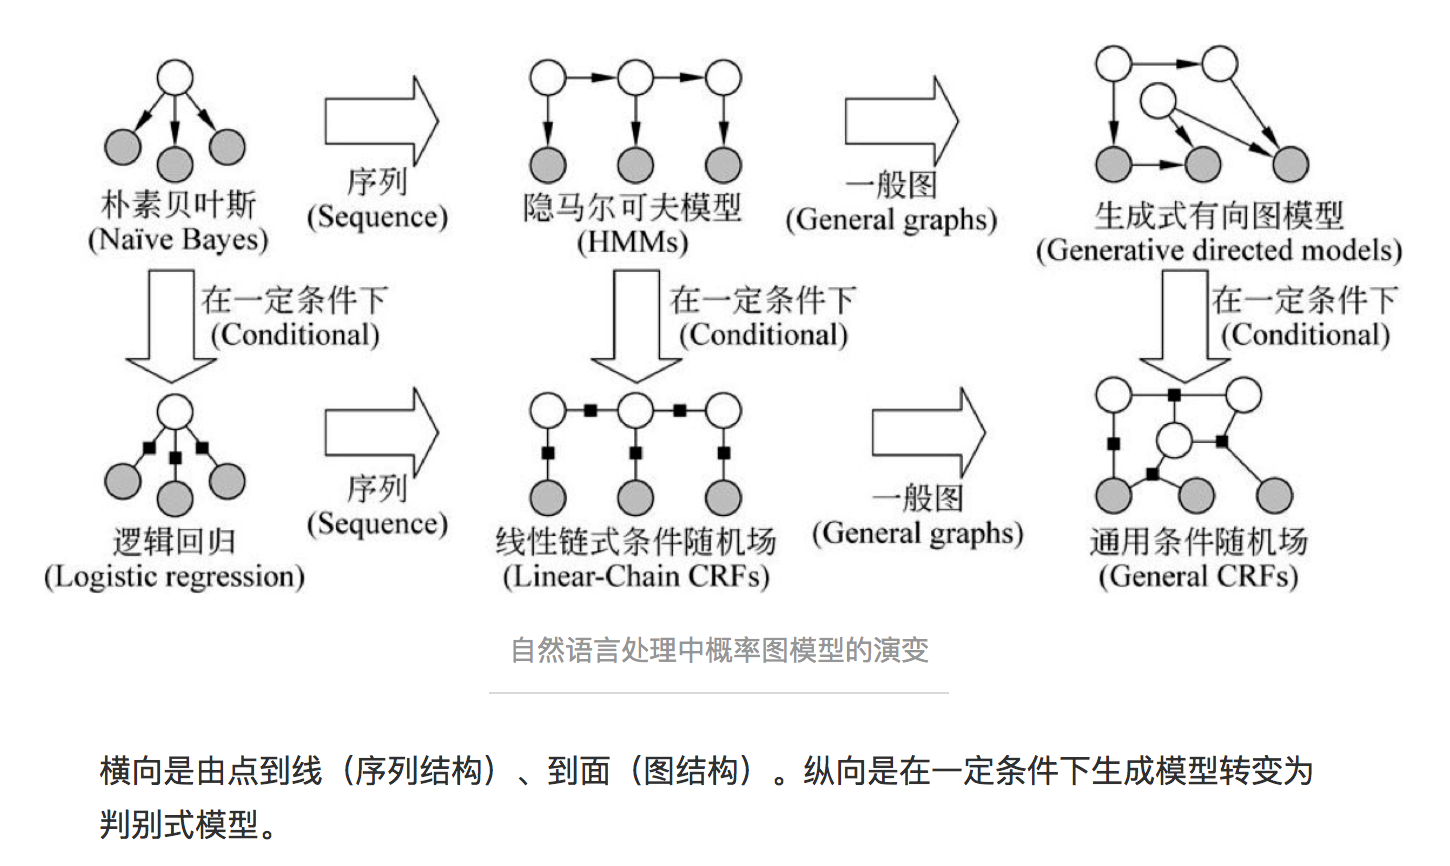 朴素贝叶斯
(Naïve Bayes)
序列
(Sequence)
隐马尔可夫模型
(HMMs)
一般图
(General graphs)
生成式有向图模型
(Generative directed models)
在一定条件下
(Conditional)
在一定条件下
(Conditional)
在一定条件下
(Conditional)
逻辑回归
(Logistic regression)
序列
(Sequence)
线性链式条件随机场
(Linear-Chain CRFs)
一般图
(General graphs)
通用条件随机场
(General CRFs)
自然语言处理中概率图模型的演变
横向是由点到线（序列结构）、到面（图结构）。纵向是在一定条件下生成模型转变为
判别式模型。